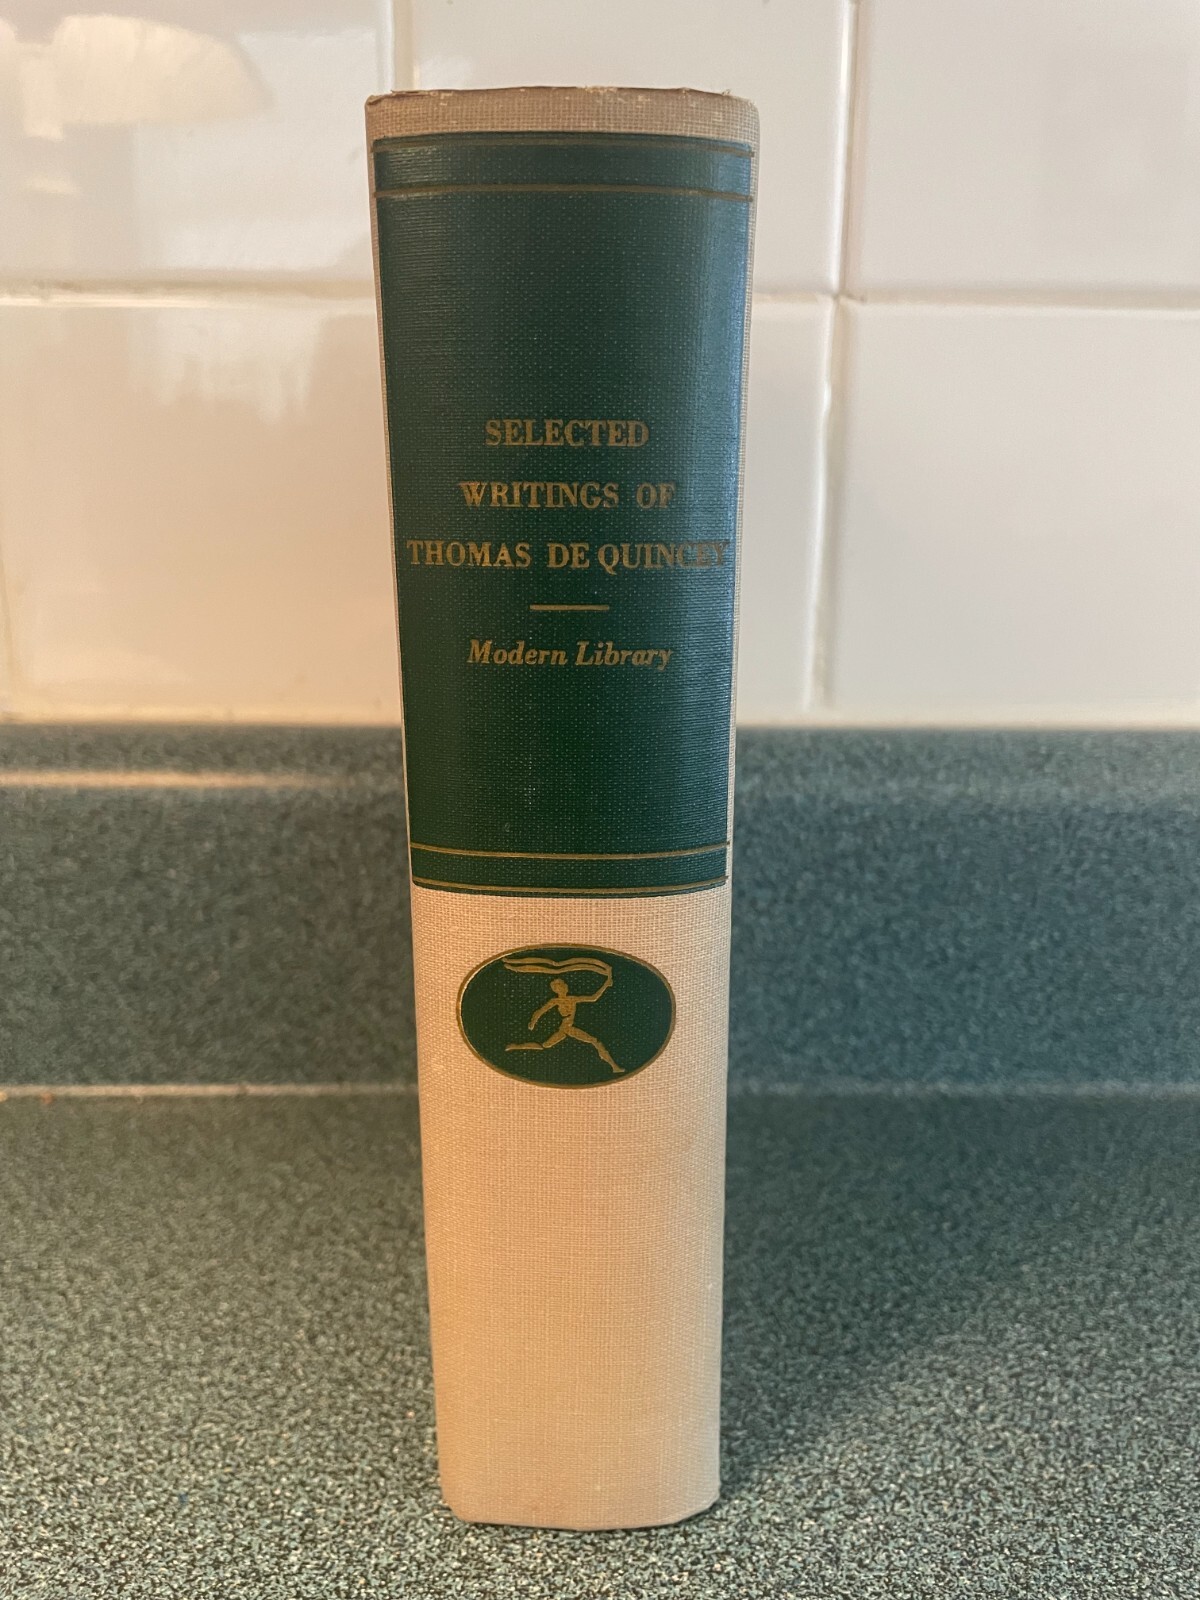 SELECTED
WRITINGS OF
THOMAS DE QUINCEY
Modern Library